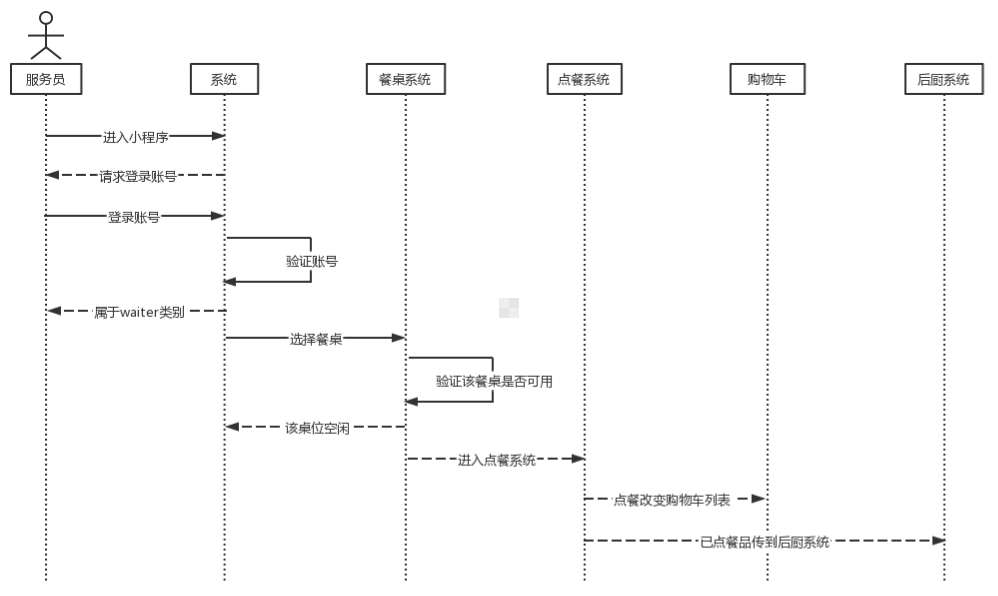 服务员
系统
餐桌系统
点餐系统
购物车
后厨系统
进入小程序
请求登录账号
登录账号
验证账号
属于waiter类别
选择餐桌
验证该餐桌是否可用
该桌位空闲
进入点餐系统
点餐改变购物车列表
已点餐品传到后厨系统